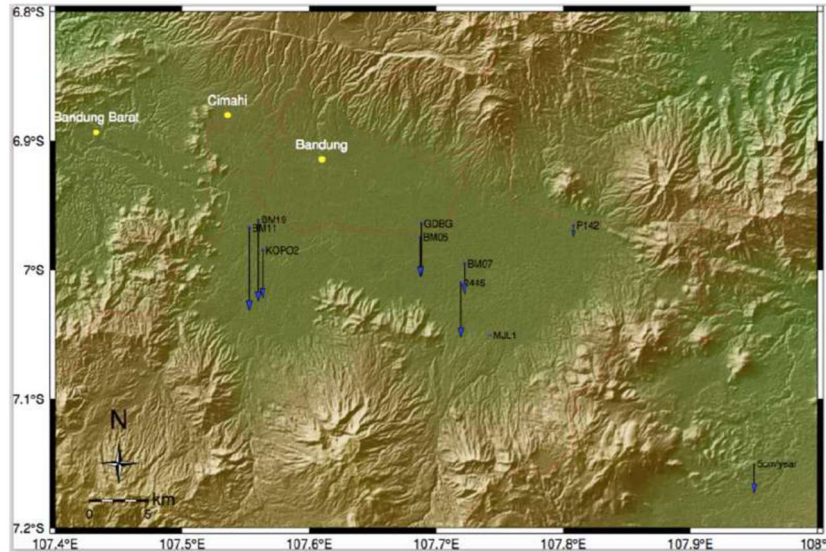 6.8°S
Cimahi
Bandung Barat
6.9°S
Bandung
BM19
BM11
GDBG
P142
BM05
KOPO2
7°S
BM07
MJL1
7.1°S
N
5cm/year
km
0 5
7.2°S
107.4°E 107.5°E 107.6°E 107.7°E 107.8°E 107.9°E 108°